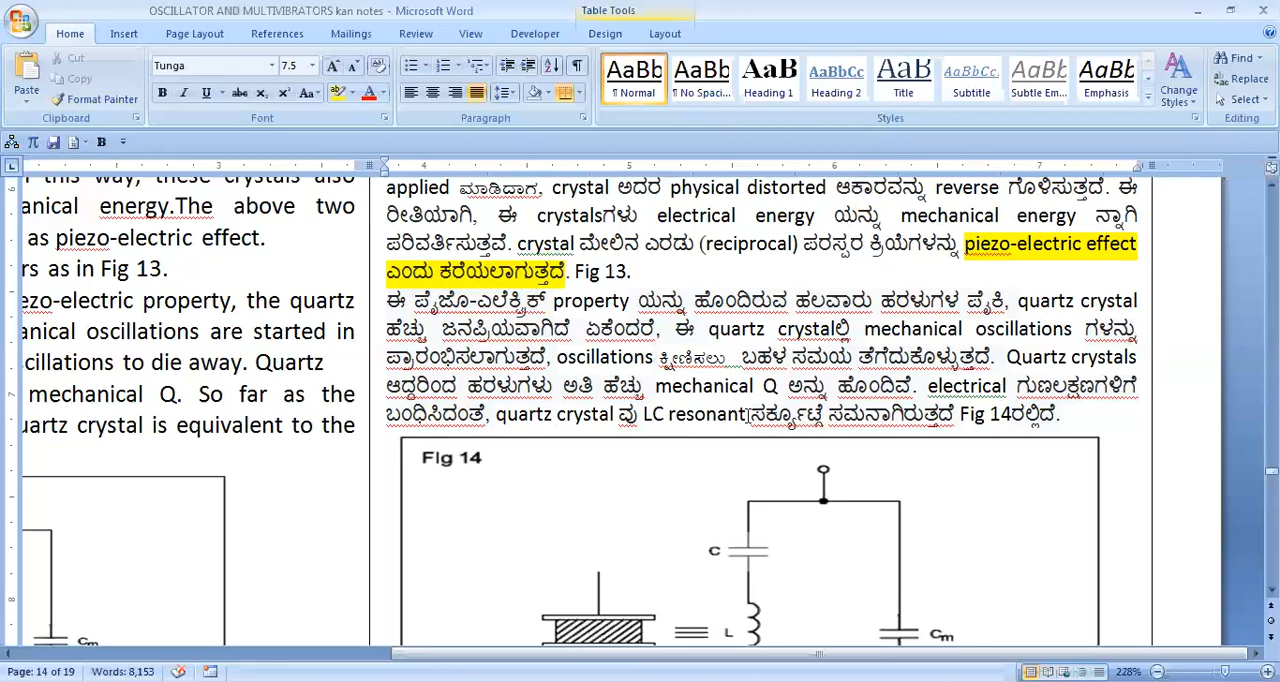 OSCILLATOR AND MULTIVIBRATORS kan notes - Microsoft Word
Table Tools
Home Insert Page Layout References Mailings Review View Developer Design Layout
Cut
Copy
Format Painter
Paste
Clipboard
Tunga 7.5
Font
Paragraph
AaBb AaBb AaB AaBbCc AaB AaBbCc. AaBb AaBb
¶ Normal ¶ No Spaci... Heading 1 Heading 2 Title Subtitle Subtle Em... Emphasis
Styles
Change Styles
Find
Replace
Select
Editing
3 4 5 6 7
n this way, these crystals also
anical energy.The above two
as piezo-electric effect.
rs as in Fig 13.
ezo-electric property, the quartz
anical oscillations are started in
cillations to die away. Quartz
mechanical Q. So far as the
uartz crystal is equivalent to the
Cm
applied ಮಾಡಿದಾಗ, crystal ಅದರ physical distorted ಆಕಾರವನ್ನು reverse ಗೊಳಿಸುತ್ತದೆ. ಈ
ರೀತಿಯಾಗಿ, ಈ crystalsಗಳು electrical energy ಯನ್ನು mechanical energy ನ್ನಾಗಿ
ಪರಿವರ್ತಿಸುತ್ತವೆ. crystal ಮೇಲಿನ ಎರಡು (reciprocal) ಪರಸ್ಪರ ಕ್ರಿಯೆಗಳನ್ನು piezo-electric effect
ಎಂದು ಕರೆಯಲಾಗುತ್ತದೆ. Fig 13.
ಈ ಪೈಜೊ-ಎಲೆಕ್ಟ್ರಿಕ್ property ಯನ್ನು ಹೊಂದಿರುವ ಹಲವಾರು ಹರಳುಗಳ ಪೈಕಿ, quartz crystal
ಹೆಚ್ಚು ಜನಪ್ರಿಯವಾಗಿದೆ ಏಕೆಂದರೆ, ಈ quartz crystalಲ್ಲಿ mechanical oscillations ಗಳನ್ನು
ಪ್ರಾರಂಭಿಸಲಾಗುತ್ತದೆ, oscillations ಕ್ಷೀಣಿಸಲು ಬಹಳ ಸಮಯ ತೆಗೆದುಕೊಳ್ಳುತ್ತದೆ. Quartz crystals
ಆದ್ದರಿಂದ ಹರಳುಗಳು ಅತಿ ಹೆಚ್ಚು mechanical Q ಅನ್ನು ಹೊಂದಿವೆ. electrical ಗುಣಲಕ್ಷಣಗಳಿಗೆ
ಬಂಧಿಸಿದಂತೆ, quartz crystal ವು LC resonant ಸರ್ಕ್ಯೂಟ್ಗೆ ಸಮನಾಗಿರುತ್ತದೆ Fig 14ರಲ್ಲಿದೆ.
FIg 14
C
L
Cm
Page: 14 of 19 Words: 8,153 228%